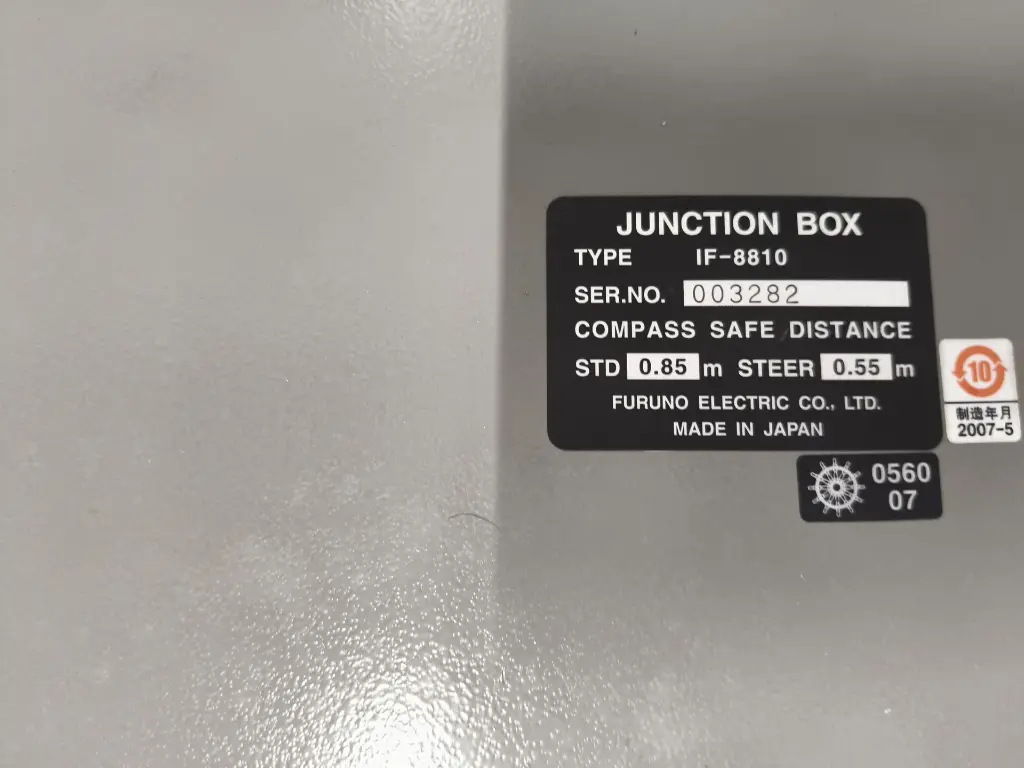 JUNCTION BOX
TYPE IF-8810
SER.NO. 003282
COMPASS SAFE DISTANCE
STD 0.85 m STEER 0.55 m
FURUNO ELECTRIC CO., LTD.
MADE IN JAPAN
10
制造年月
2007-5
0560
07